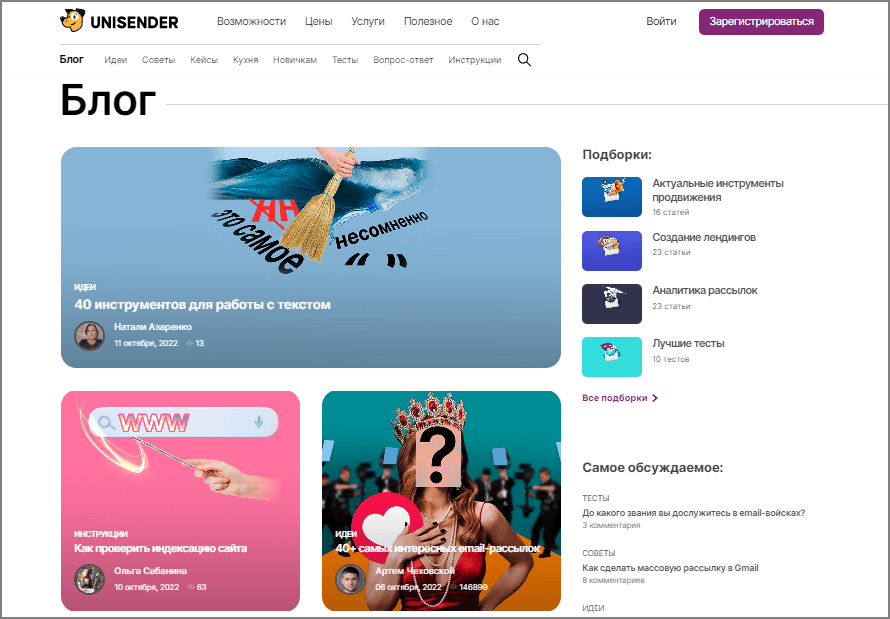 UNISENDER
Возможности Цены Услуги Полезное О нас
Войти
Зарегистрироваться
Блог Идеи Советы Кейсы Кухня Новичкам Тесты Вопрос-ответ Инструкции
Блог
это самое
несомненно
“ ”
ИДЕИ
40 инструментов для работы с текстом
Натали Азаренко
11 октября, 2022 13
WWW
ИНСТРУКЦИИ
Как проверить индексацию сайта
Ольга Сабанина
10 октября, 2022 63
?
ИДЕИ
40+ самых интересных email-рассылок
Артем Чеховской
06 октября, 2022 146899
Подборки:
Актуальные инструменты
продвижения
16 статей
Создание лендингов
23 статьи
Аналитика рассылок
23 статьи
Лучшие тесты
10 тестов
Все подборки
Самое обсуждаемое:
ТЕСТЫ
До какого звания вы дослужитесь в email-войсках?
3 комментария
СОВЕТЫ
Как сделать массовую рассылку в Gmail
8 комментариев
ИДЕИ